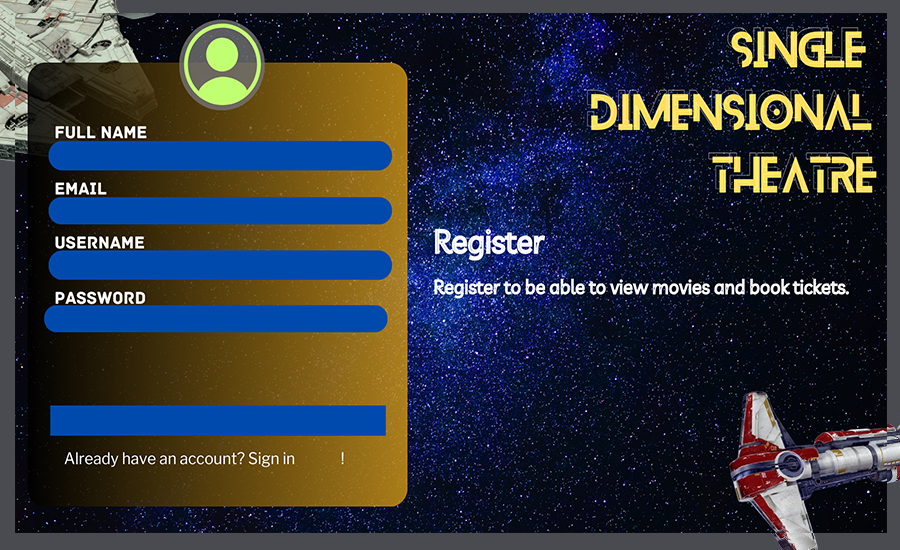 SINGLE
DIMENSIONAL
THEATRE
FULL NAME
EMAIL
USERNAME
PASSWORD
Already have an account? Sign in !
Register
Register to be able to view movies and book tickets.